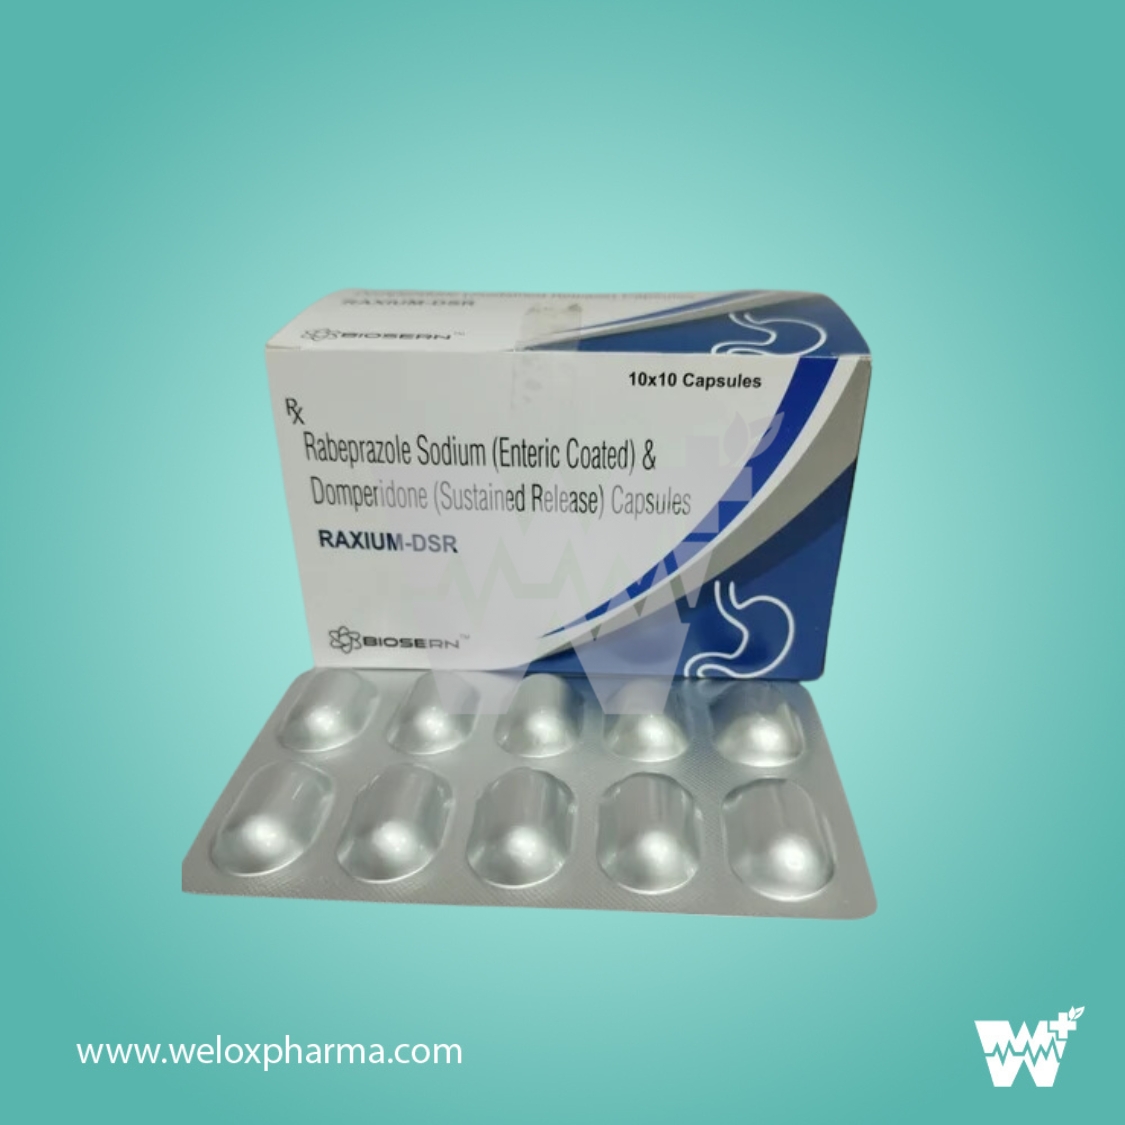 RAXIUM-DSR
BIOSERN™
10x10 Capsules
Rx
Rabeprazole Sodium (Enteric Coated) &
Domperidone (Sustained Release) Capsules
RAXIUM-DSR
BIOSERN™
www.weloxpharma.com
W